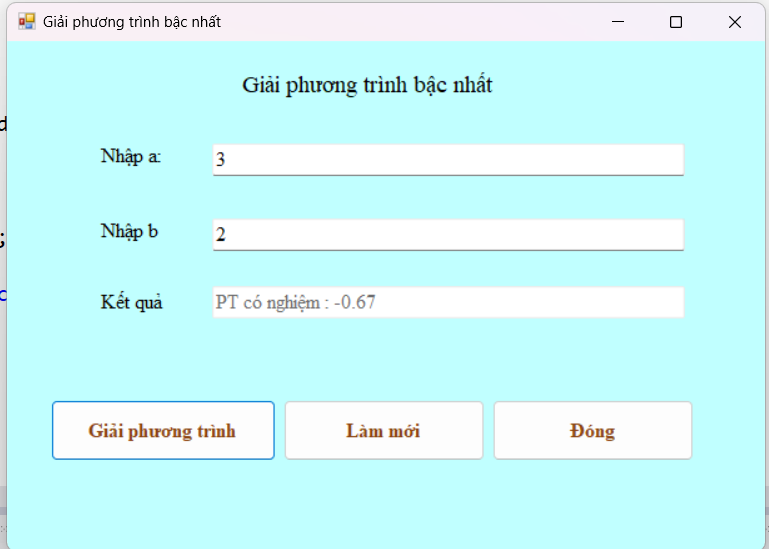 Giải phương trình bậc nhất
Giải phương trình bậc nhất
d
Nhập a: 3
;
Nhập b 2
Kết quả PT có nghiệm : -0.67
Giải phương trình Làm mới Đóng